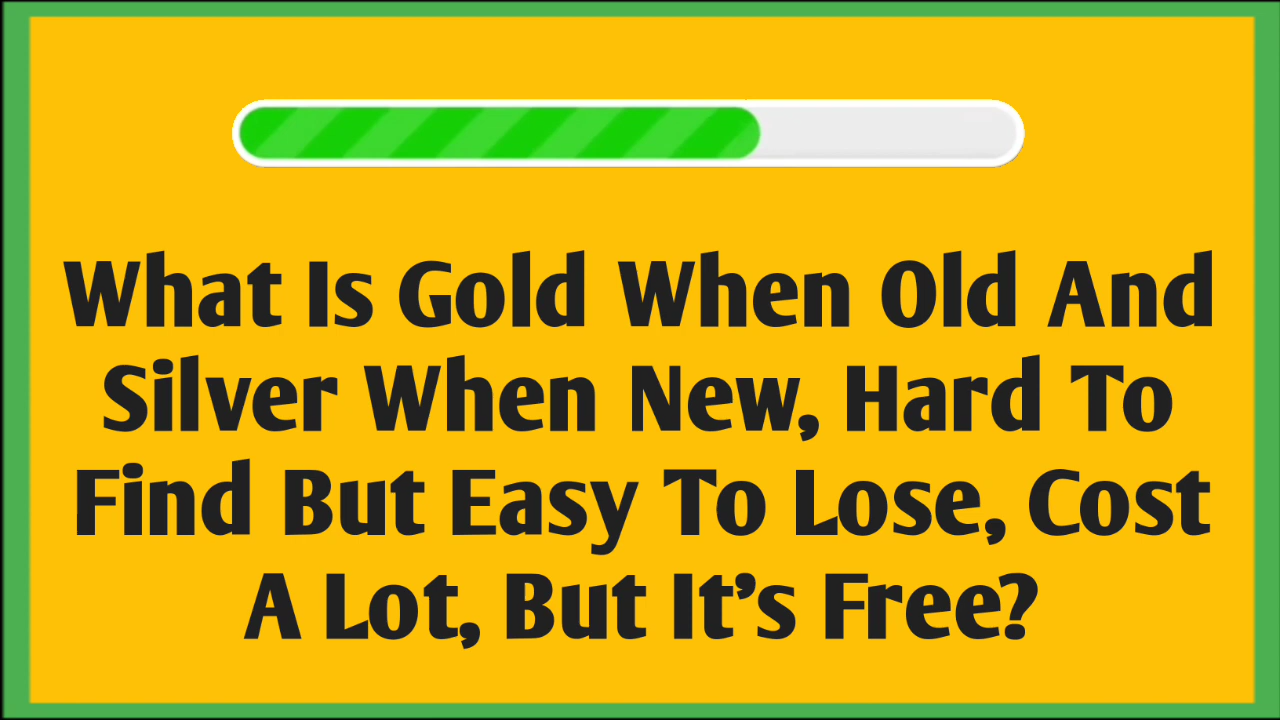 What Is Gold When Old And
Silver When New, Hard To
Find But Easy To Lose, Cost
A Lot, But It’s Free?